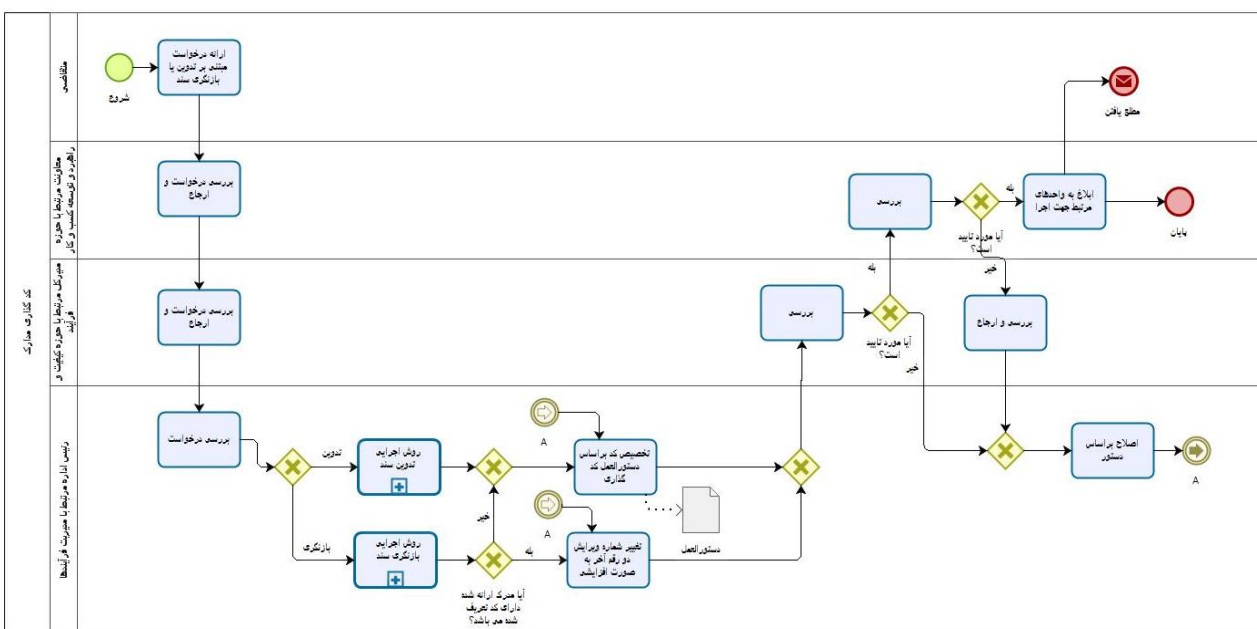 کد گذاری مدارک
متقاضی
شروع
ارائه درخواست
مبتنی بر تدوین یا
بازنگری سند
مطلع یافتن
معاونت مرتبط با حوزه
راهبرد و توسعه کسب و کار
بررسی درخواست و
ارجاع
بررسی
آیا مورد تایید
است؟
بله
خیر
ابلاغ به واحدهای
مرتبط جهت اجرا
پایان
مدیرکل مرتبط با حوزه کیفیت و
فرآیند
بررسی درخواست و
ارجاع
بررسی
آیا مورد تایید
است؟
بله
خیر
بررسی و ارجاع
رئیس اداره مرتبط با مدیریت فرآیندها
بررسی درخواست
تدوین
بازنگری
روش اجرایی
تدوین سند
روش اجرایی
بازنگری سند
خیر
بله
آیا مدرک ارائه شده
دارای کد تعریف
شده می باشد؟
A
تخصیص کد براساس
دستورالعمل کد
گذاری
A
تغییر شماره ویرایش
دو رقم آخر به
صورت افزایشی
دستورالعمل
اصلاح براساس
دستور
A